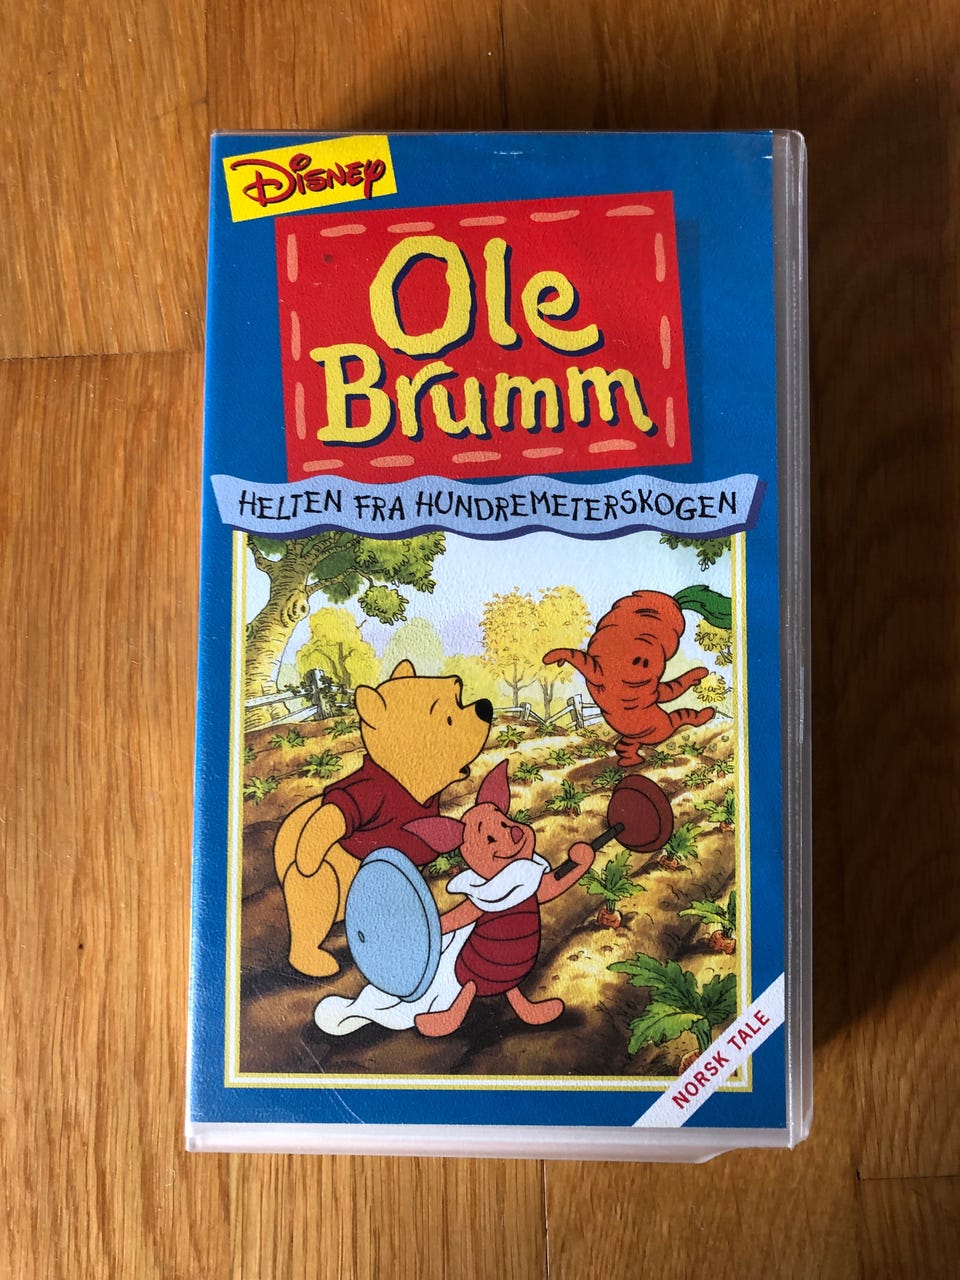 Disney
Ole
Brumm
HELTEN FRA HUNDREMETERSKOGEN
NORSK TALE